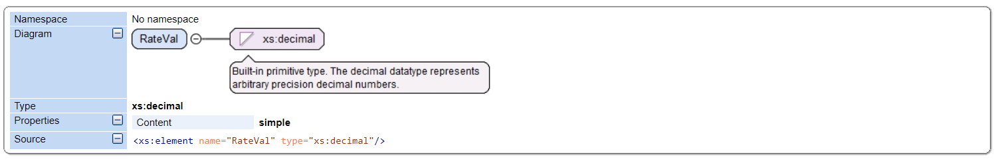 Namespace No namespace
Diagram
RateVal xs:decimal
Built-in primitive type. The decimal datatype represents
arbitrary precision decimal numbers.
Type xs:decimal
Properties Content simple
Source <xs:element name="RateVal" type="xs:decimal"/>